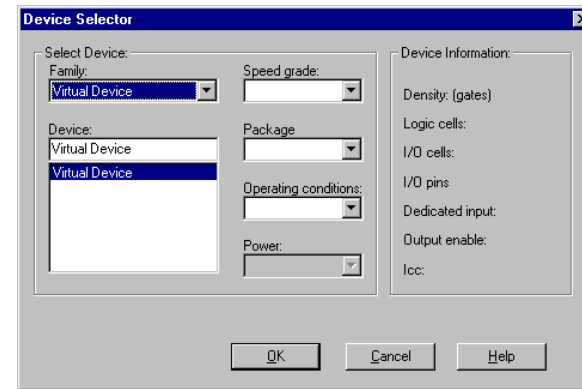 Device Selector
Select Device:
Family:
Virtual Device
Device:
Virtual Device
Virtual Device
Speed grade:
Package
Operating conditions:
Power:
Device Information:
Density: (gates)
Logic cells:
I/O cells:
I/O pins
Dedicated input:
Output enable:
Icc:
OK
Cancel
Help